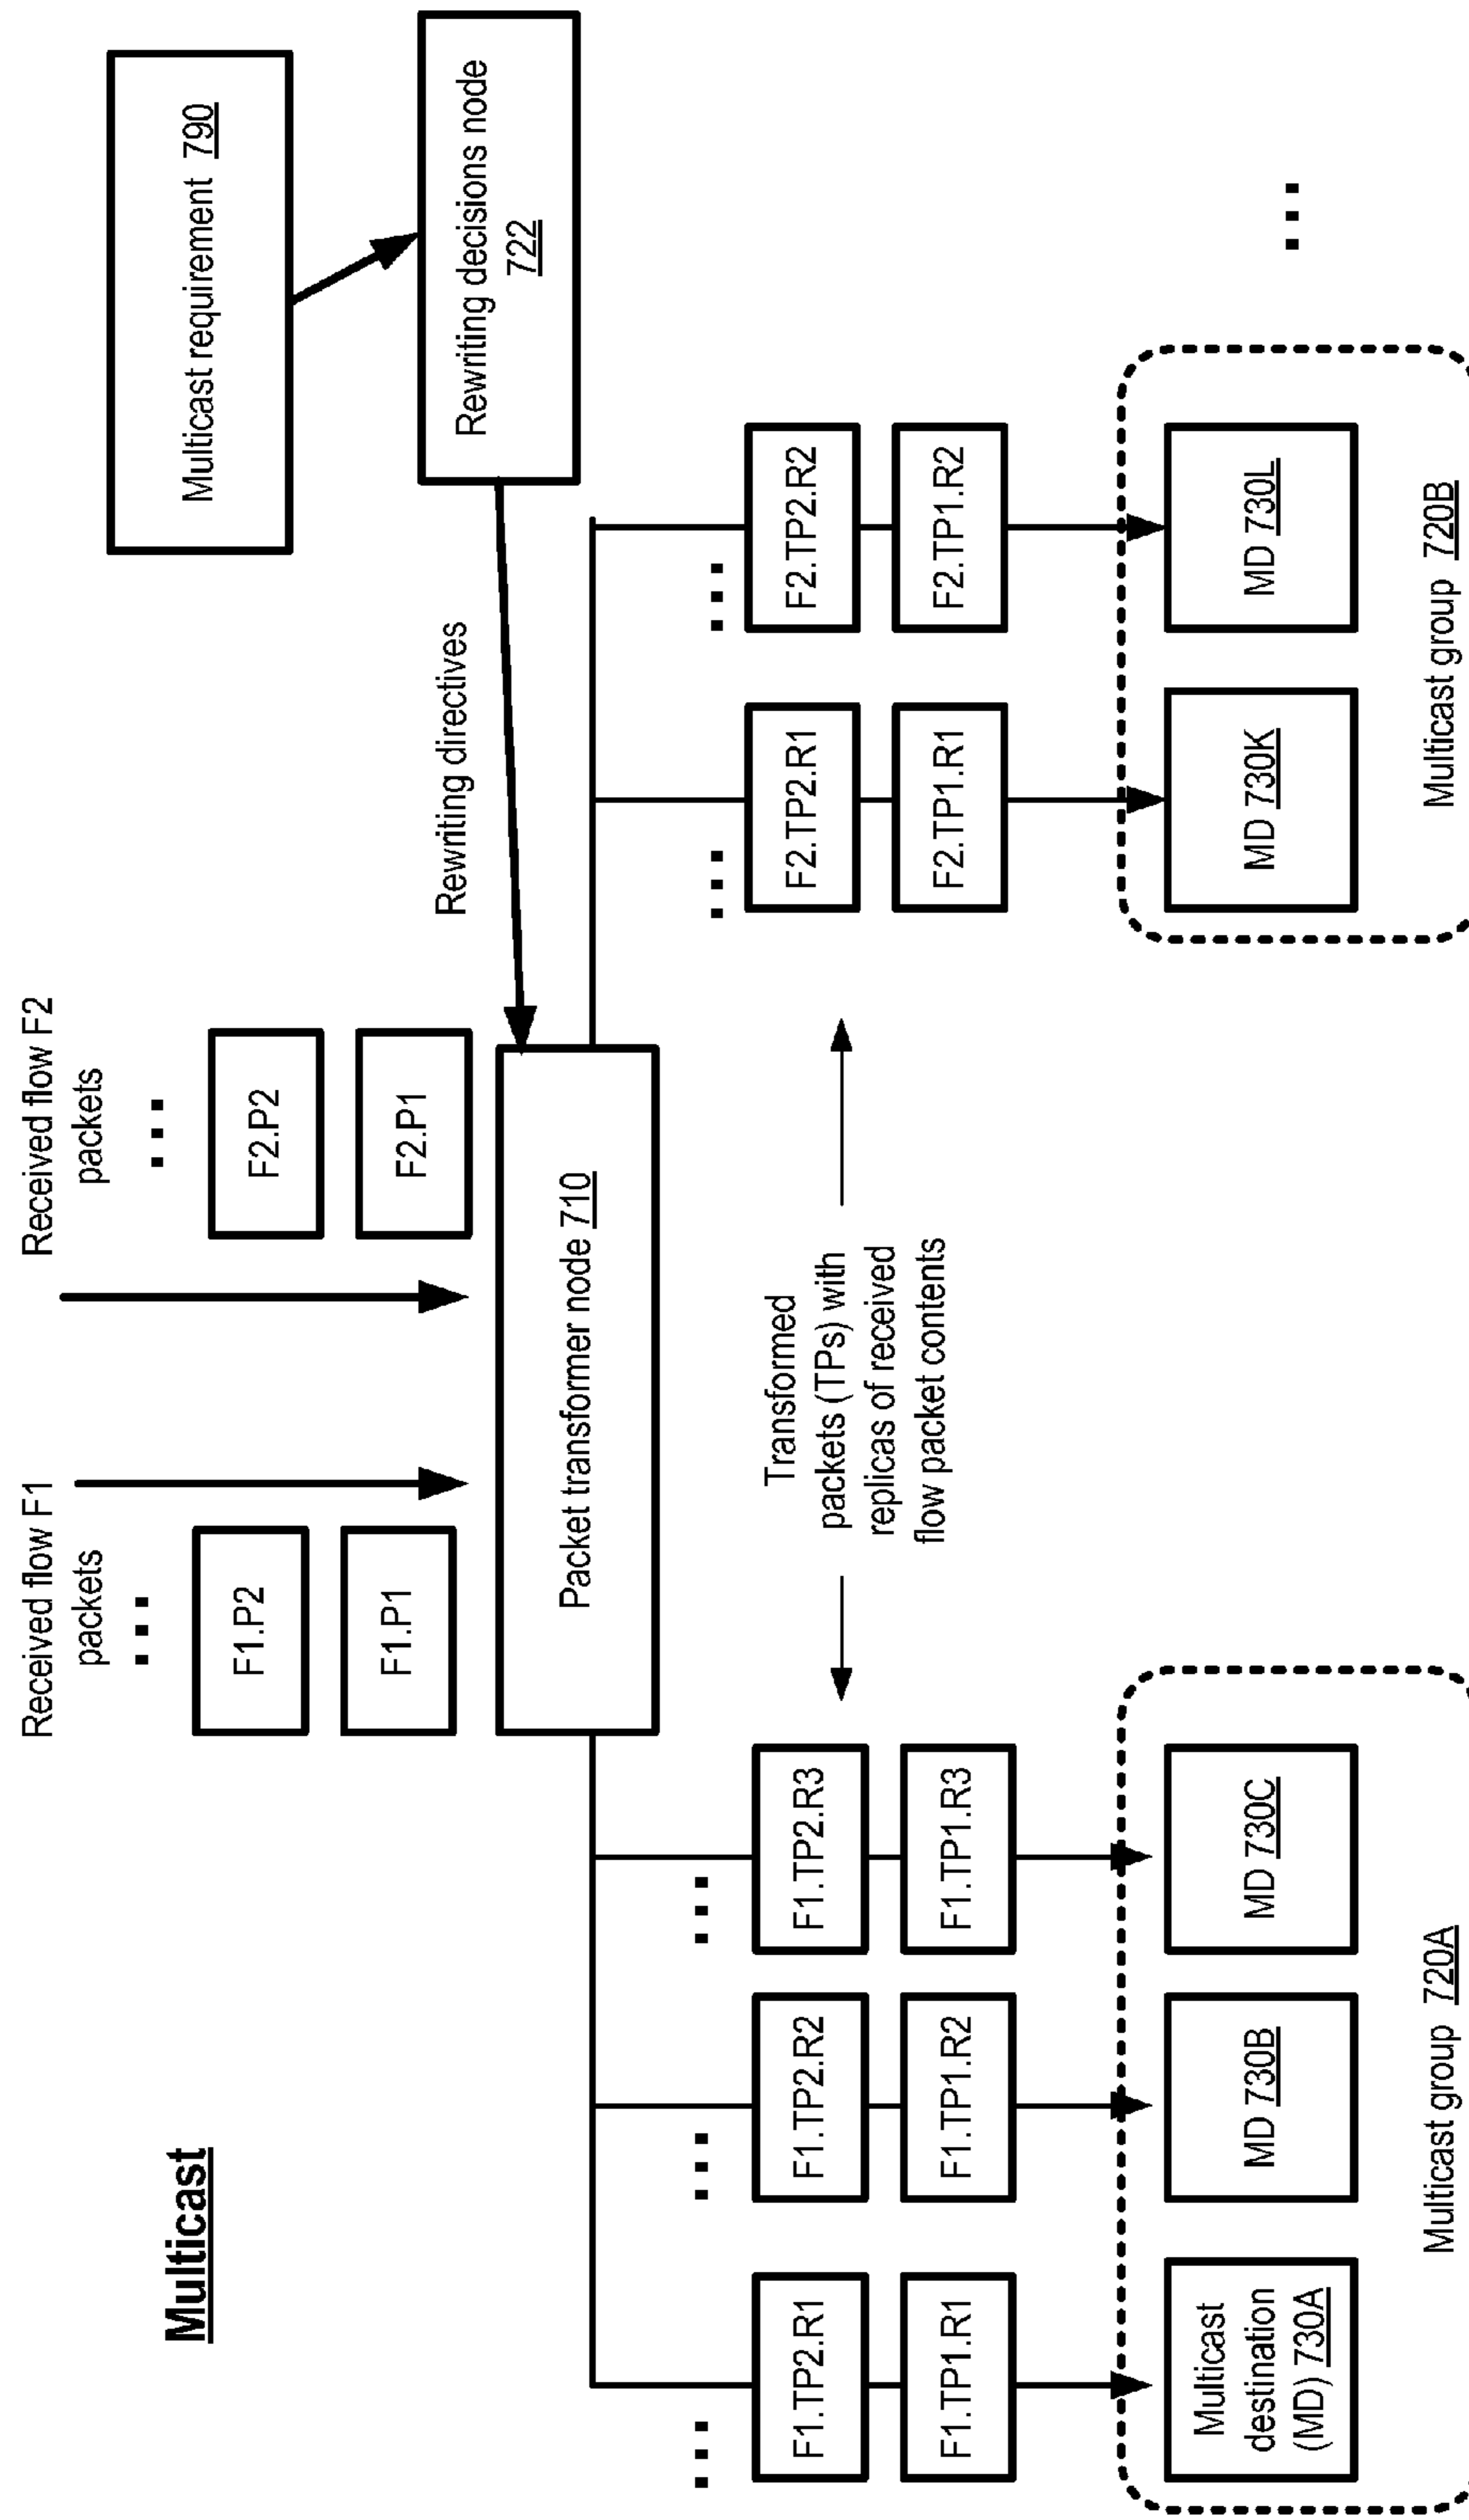 Multicast
Received flow F1
packets
Received flow F2
packets
Multicast requirement 790
F1.P2
F2.P2
F1.P1
F2.P1
Rewriting directives
Rewriting decisions node
722
Packet transformer node 710
F1.TP2.R1
F1.TP2.R2
F1.TP2.R3
Transformed
packets (TPs) with
replicas of received
flow packet contents
F2.TP2.R1
F2.TP2.R2
F1.TP1.R1
F1.TP1.R2
F1.TP1.R3
F2.TP1.R1
F2.TP1.R2
Multicast
destination
(MD) 730A
MD 730B
MD 730C
MD 730K
MD 730L
Multicast group 720A
Multicast group 720B